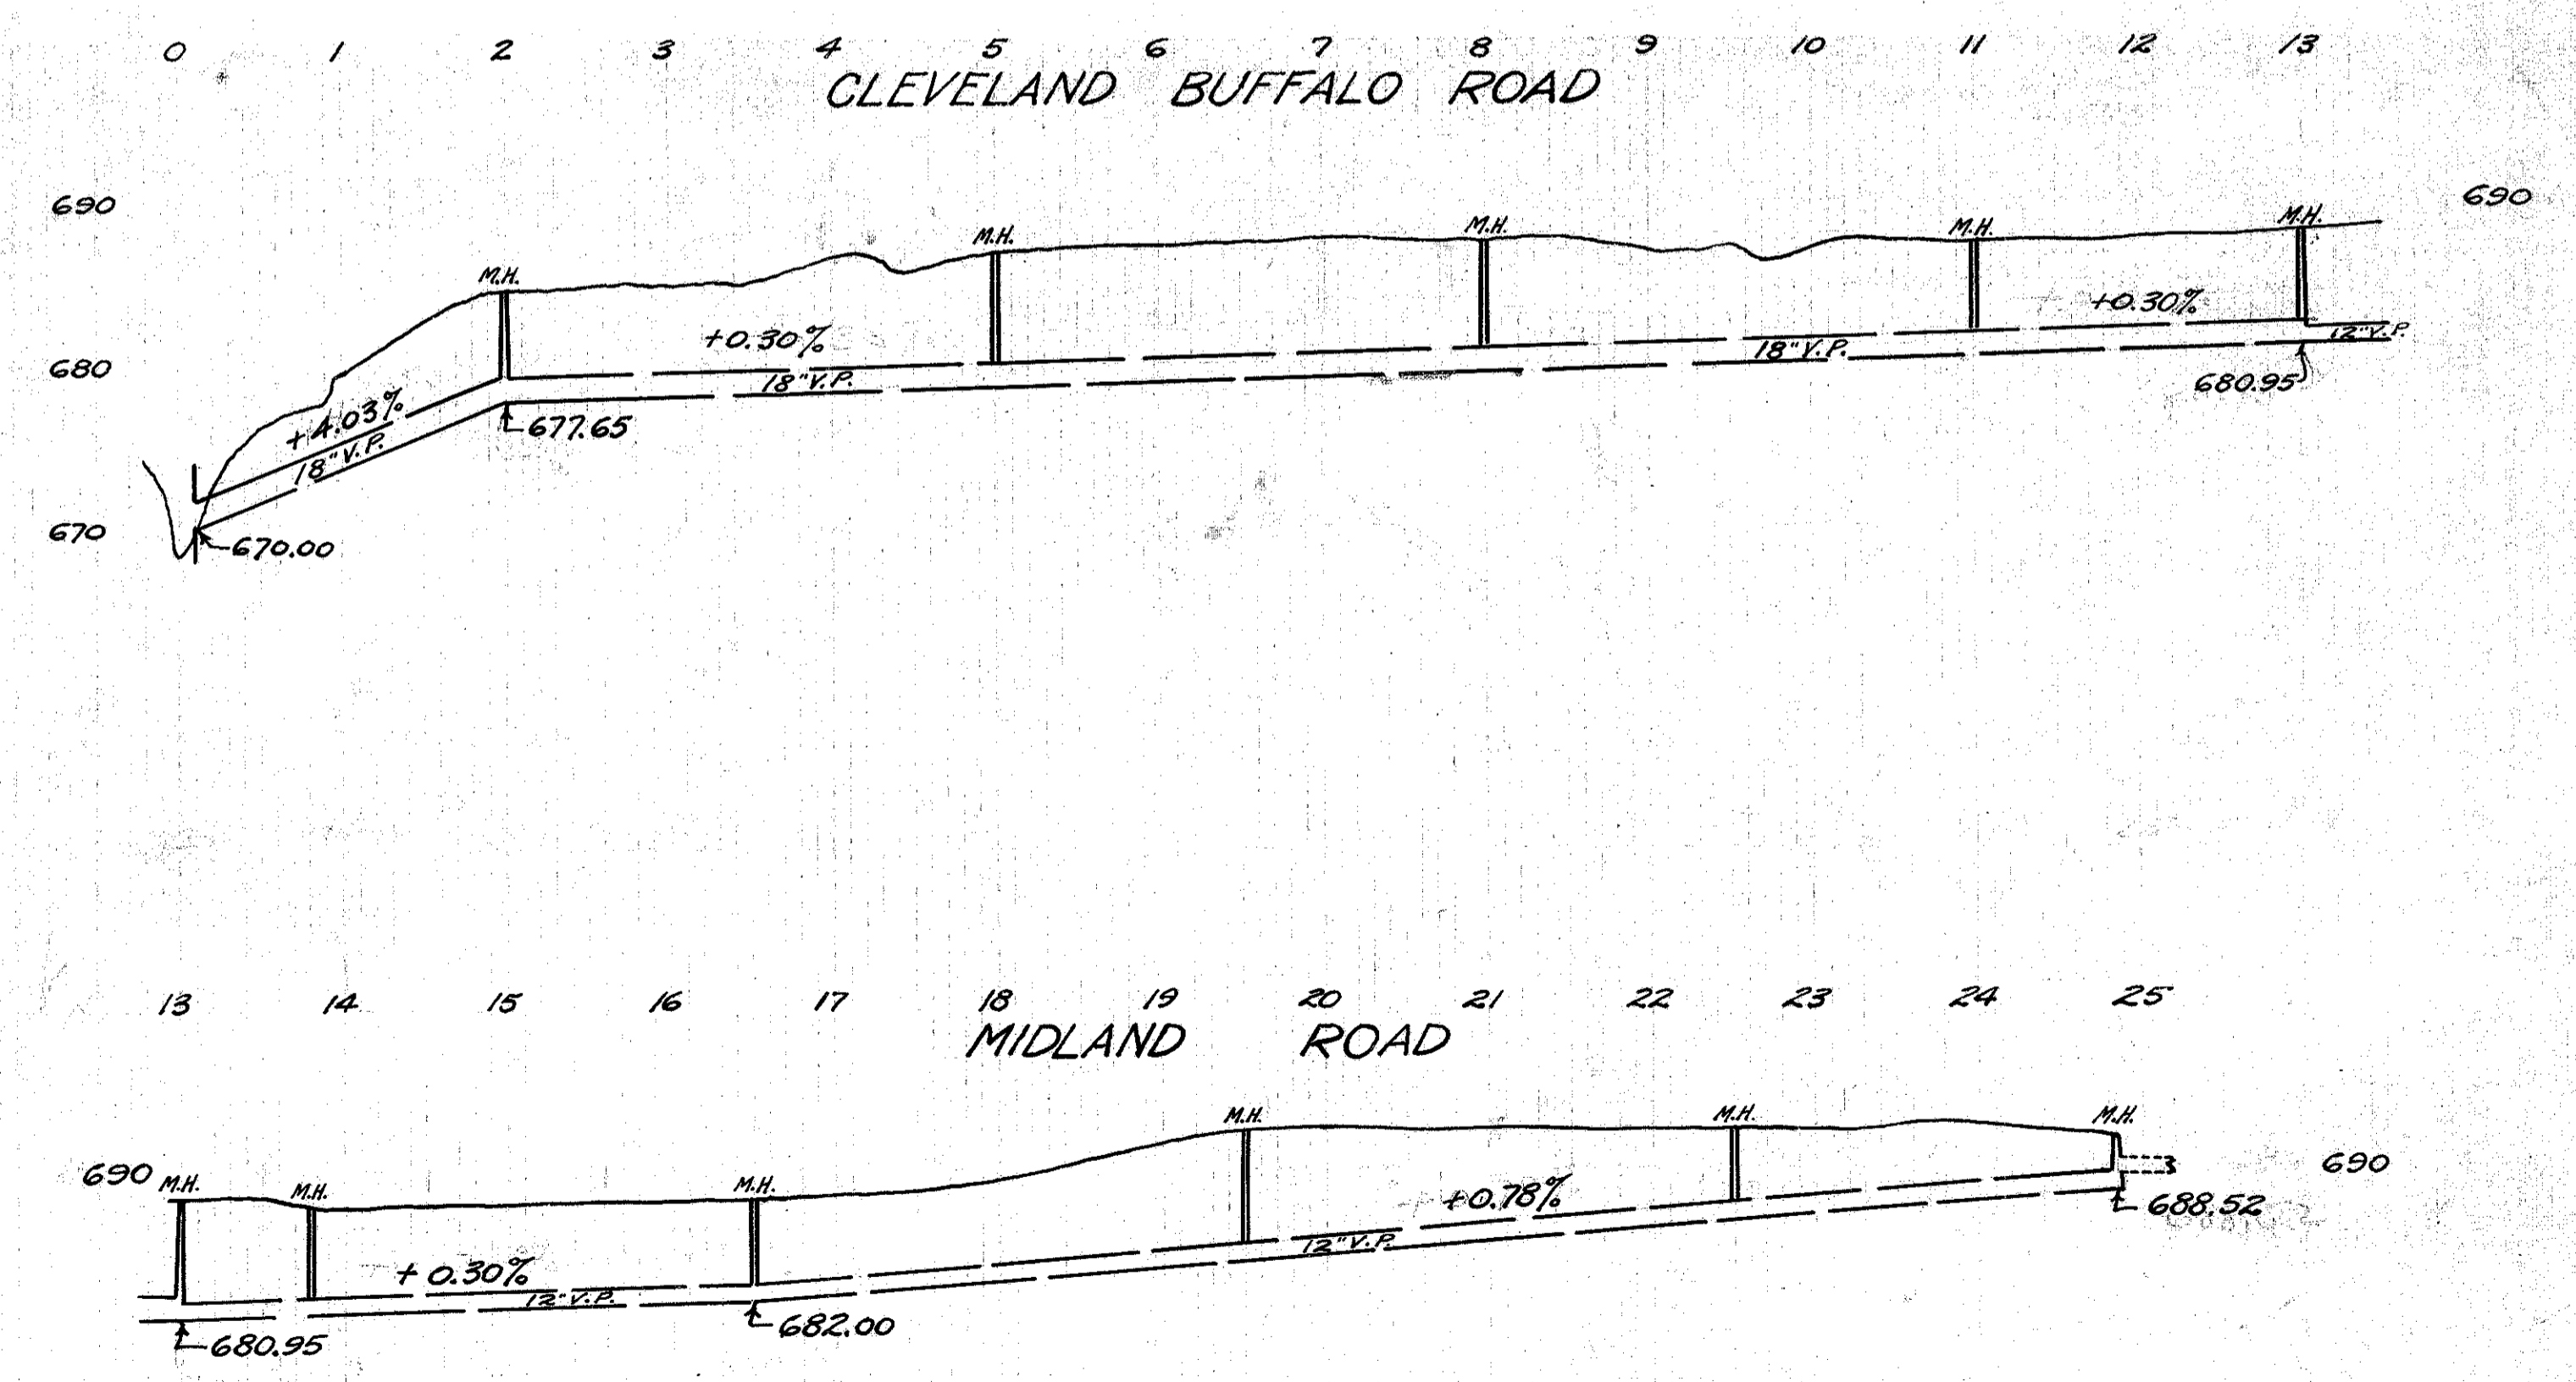 0 1 2 3 4 5 6 7 8 9 10 11 12 13
CLEVELAND BUFFALO ROAD
690 690
M.H. M.H. M.H. M.H. M.H.
+0.30% +0.30%
680 18"V.P. 18"V.P. 12"V.P.
680.95
+4.03% 677.65
18"V.P.
670 670.00
13 14 15 16 17 18 19 20 21 22 23 24 25
MIDLAND ROAD
M.H. M.H. M.H.
690 M.H. M.H. M.H. 690
+0.78% 688.52
+0.30% 12"V.P.
12"V.P.
680.95 682.00